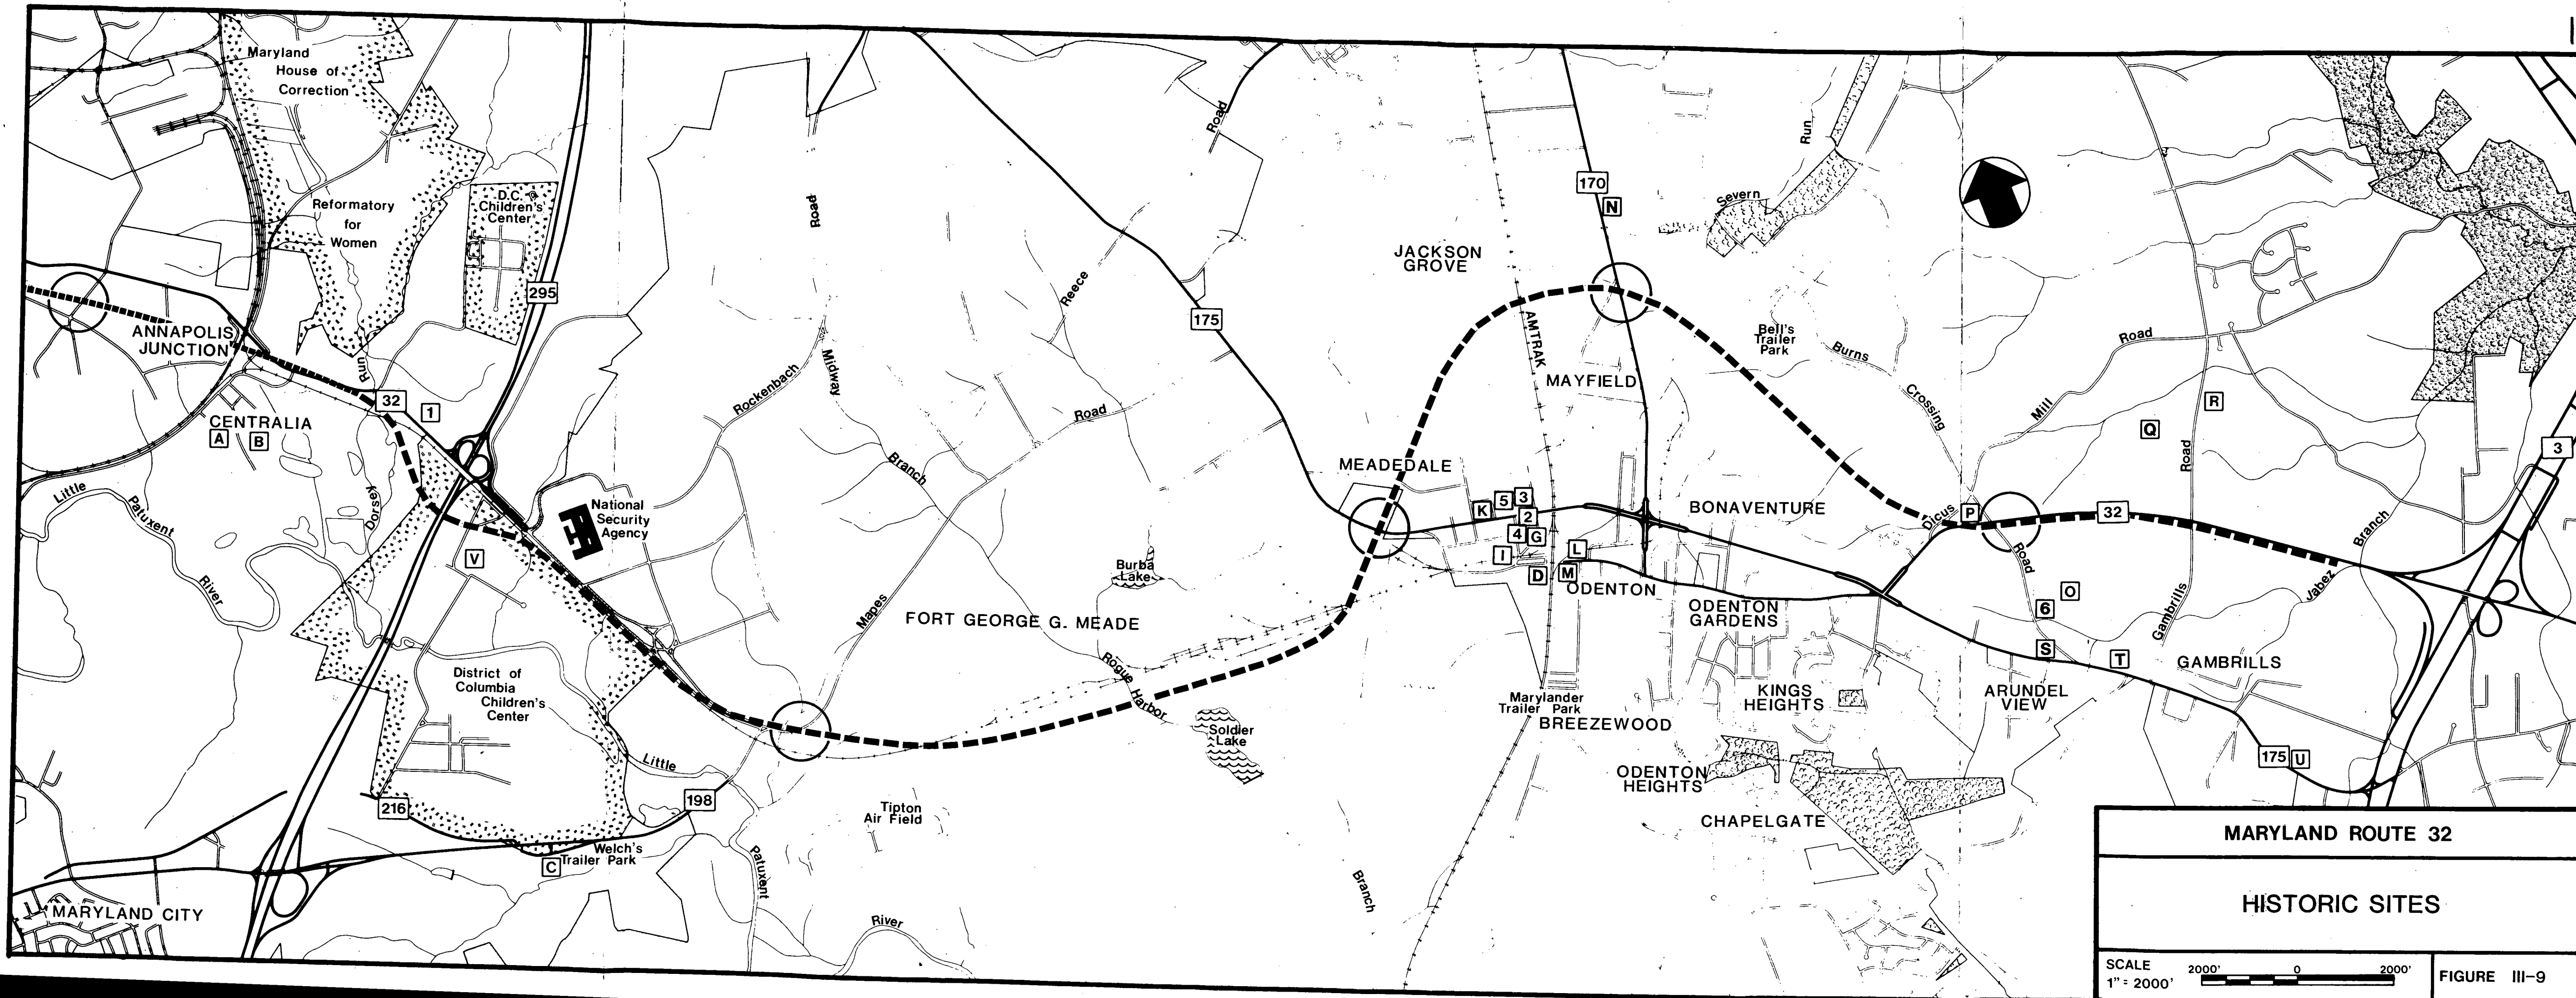 Maryland
House of
Correction
Reformatory
for
Women
D.C.
Children's
Center
295
ANNAPOLIS
JUNCTION
Run
32
1
CENTRALIA
A
B
Dorsey
Little
Patuxent
River
V
National
Security
Agency
District of
Columbia
Children's
Center
216
198
Little
C
Welch's
Trailer Park
MARYLAND CITY
Patuxent
River
Tipton
Air Field
Road
Midway
Rockenbach
Reece
Road
Road
Branch
Mapes
FORT GEORGE G. MEADE
Burba
Lake
Rogue Harbor
Soldier
Lake
Branch
175
JACKSON
GROVE
170
N
AMTRAK
MAYFIELD
MEADEDALE
K
5
3
2
4
G
I
L
D
M
ODENTON
BONAVENTURE
ODENTON
GARDENS
Marylander
Trailer Park
BREEZEWOOD
KINGS
HEIGHTS
ODENTON
HEIGHTS
CHAPELGATE
Severn
Run
Bell's
Trailer
Park
Burns
Crossing
Dicus
P
Mill
Road
Road
32
Q
R
Road
Gambrills
Jabez
Branch
3
O
6
S
T
GAMBRILLS
ARUNDEL
VIEW
175
U
MARYLAND ROUTE 32
HISTORIC SITES
SCALE
1" = 2000'
2000'
0
2000'
FIGURE III-9